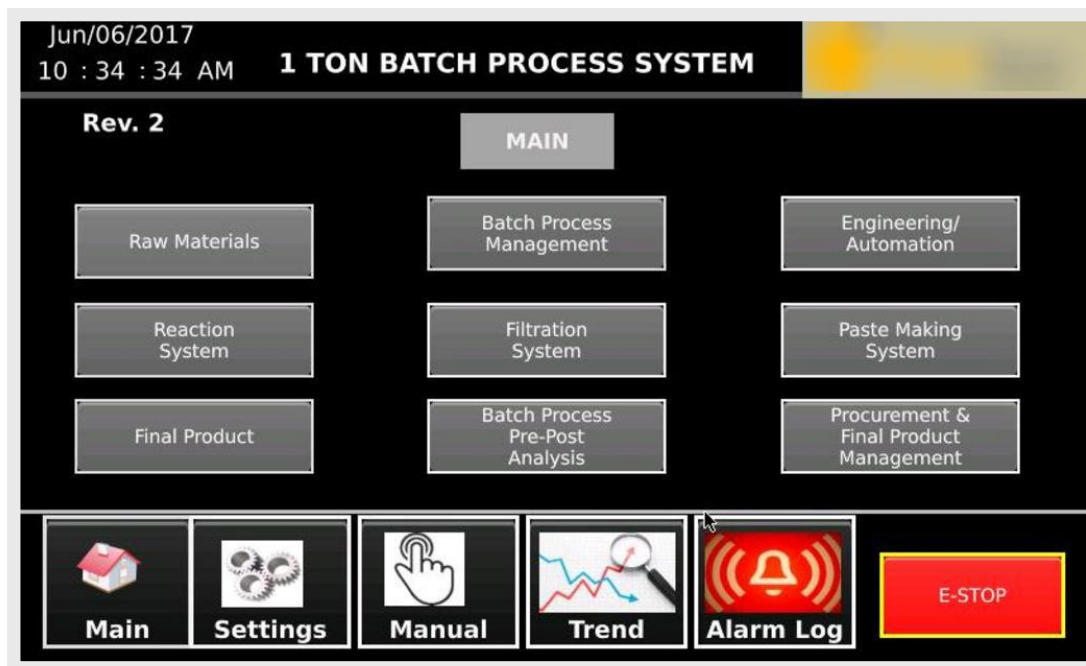 Jun/06/2017
10 : 34 : 34 AM
1 TON BATCH PROCESS SYSTEM
Rev. 2
MAIN
Raw Materials
Batch Process
Management
Engineering/
Automation
Reaction
System
Filtration
System
Paste Making
System
Final Product
Batch Process
Pre-Post
Analysis
Procurement &
Final Product
Management
Main
Settings
Manual
Trend
Alarm Log
E-STOP